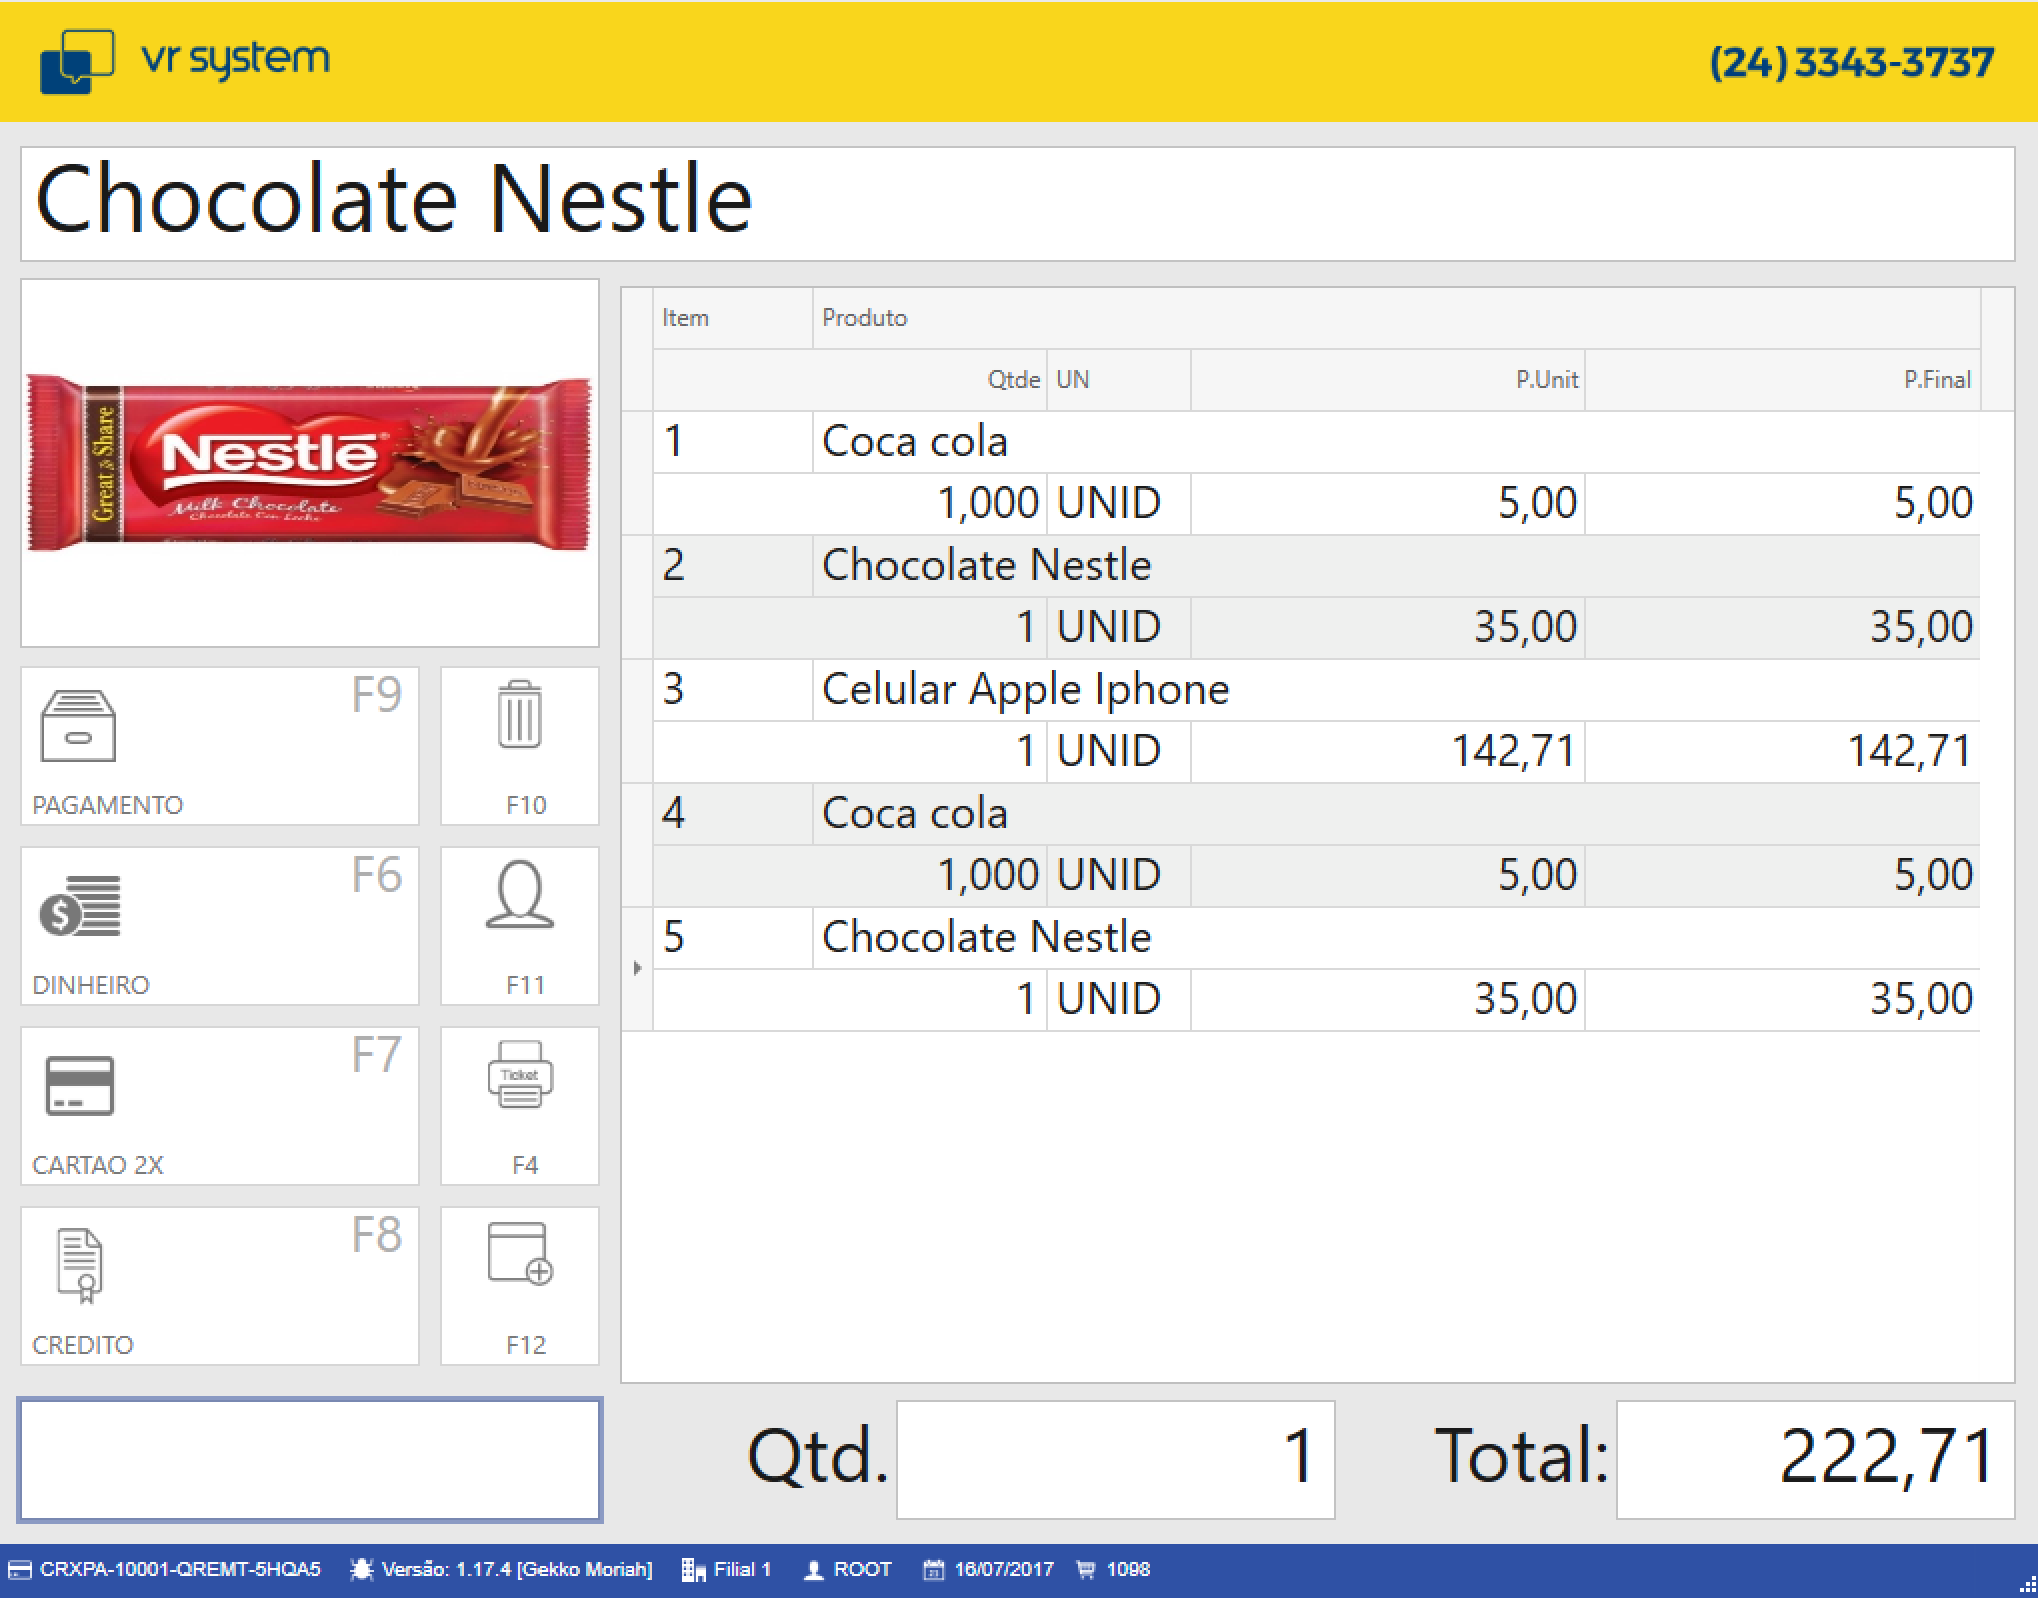 vr system
(24) 3343-3737
Chocolate Nestle
Great & Share
Nestlé
Milk Chocolate
Chocolate Con Leche
Item Produto
Qtde UN P.Unit P.Final
1 Coca cola
1,000 UNID 5,00 5,00
2 Chocolate Nestle
1 UNID 35,00 35,00
3 Celular Apple Iphone
1 UNID 142,71 142,71
4 Coca cola
1,000 UNID 5,00 5,00
5 Chocolate Nestle
1 UNID 35,00 35,00
F9
PAGAMENTO
F10
F6
DINHEIRO
F11
F7
CARTAO 2X
Ticket
F4
F8
CREDITO
F12
Qtd. 1 Total: 222,71
CRXPA-10001-QREMT-5HQA5 Versão: 1.17.4 [Gekko Moriah] Filial 1 ROOT 16/07/2017 1098